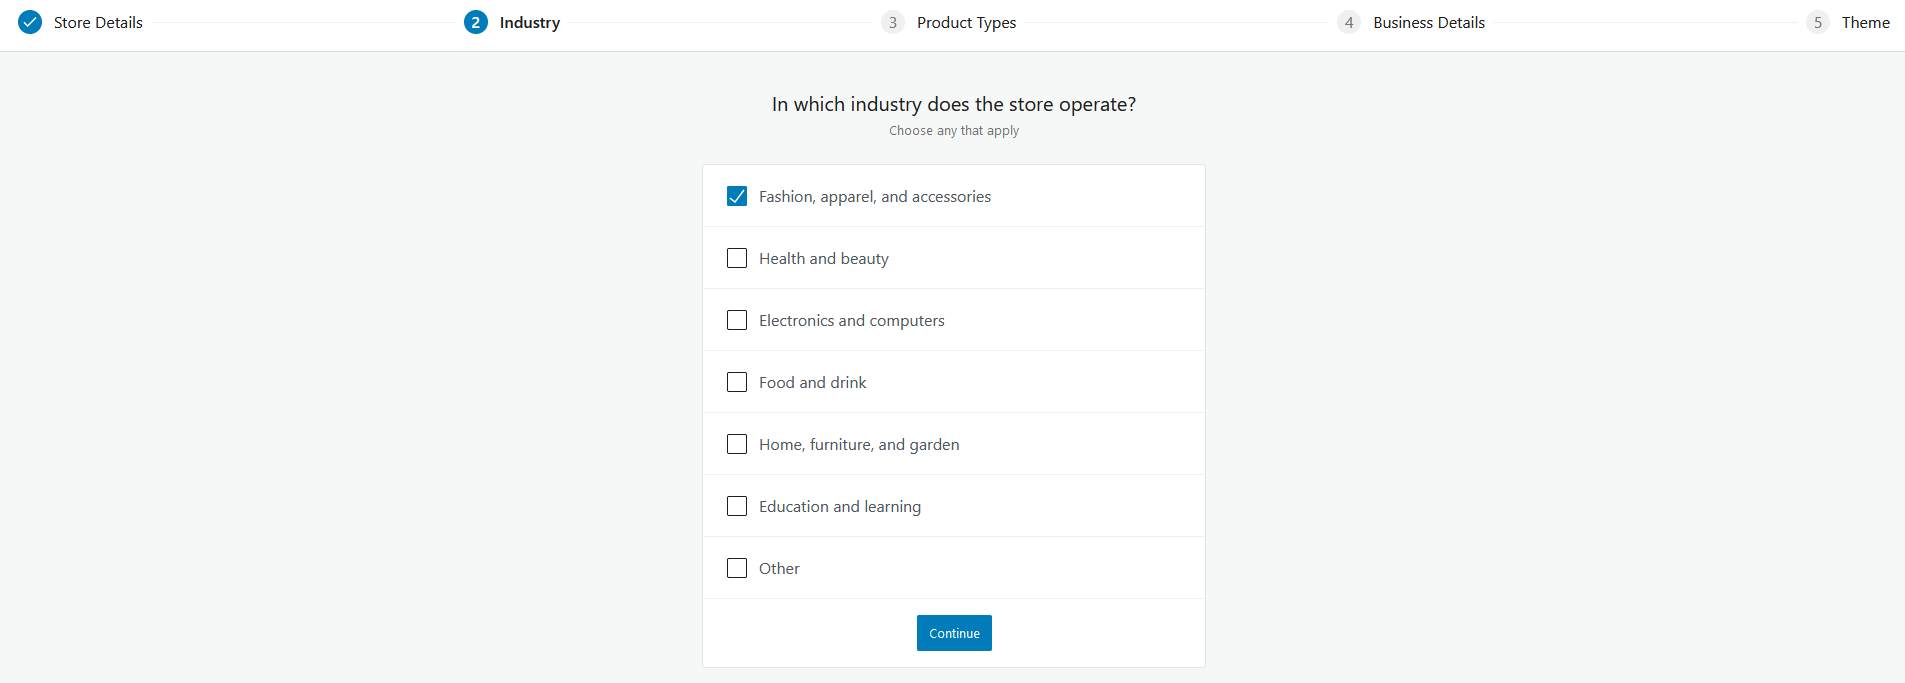 Store Details
2 Industry
3 Product Types
4 Business Details
5 Theme
In which industry does the store operate?
Choose any that apply
Fashion, apparel, and accessories
Health and beauty
Electronics and computers
Food and drink
Home, furniture, and garden
Education and learning
Other
Continue